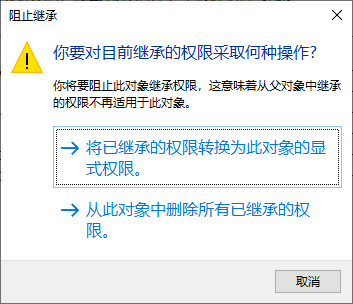 阻止继承
你要对目前继承的权限采取何种操作?
你将要阻止此对象继承权限，这意味着从父对象中继承
的权限不再适用于此对象。
将已继承的权限转换为此对象的显
式权限。
从此对象中删除所有已继承的权
限。
取消